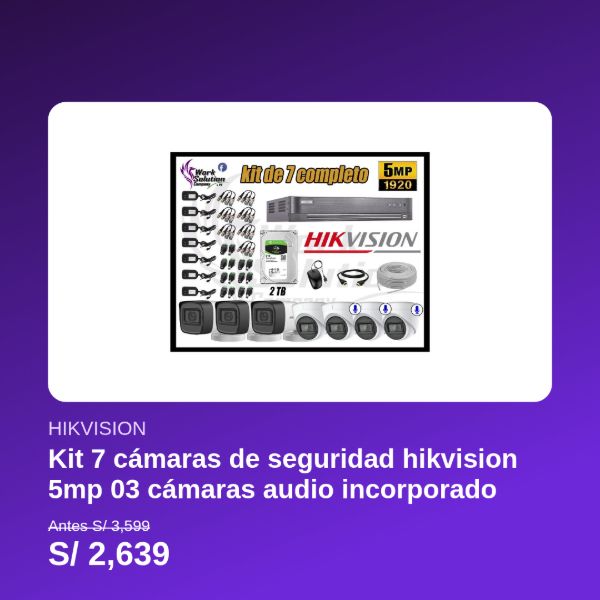 Work
Solution
Company
kit de 7 completo
5MP
1920
HIKVISION
2 TB
HIKVISION
Kit 7 cámaras de seguridad hikvision
5mp 03 cámaras audio incorporado
Antes S/ 3,599
S/ 2,639